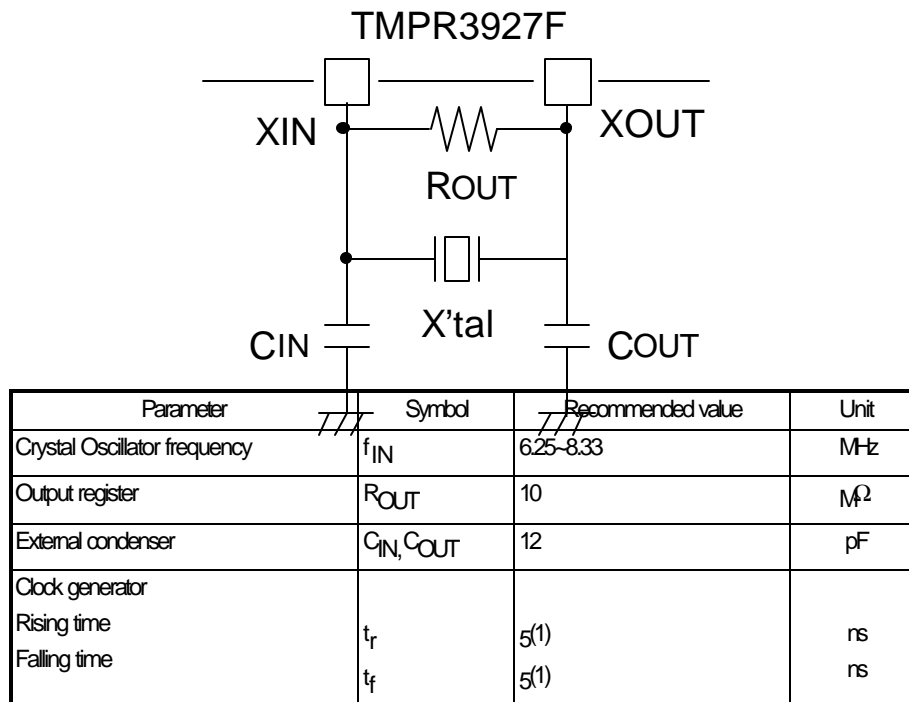 TMPR3927F
XIN
XOUT
ROUT
X'tal
CIN
COUT
Parameter Symbol Recommended value Unit
Crystal Oscillator frequency fIN 6.25~8.33 MHz
Output register ROUT 10 MΩ
External condenser CIN, COUT 12 pF
Clock generator
Rising time tr 5(1) ns
Falling time tf 5(1) ns